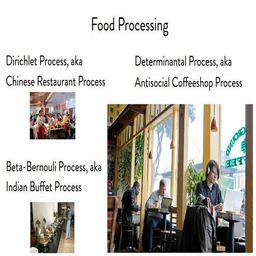 Food Processing
Dirichlet Process, aka
Chinese Restaurant Process
Determinantal Process, aka
Antisocial Coffeeshop Process
Beta-Bernouli Process, aka
Indian Buffet Process